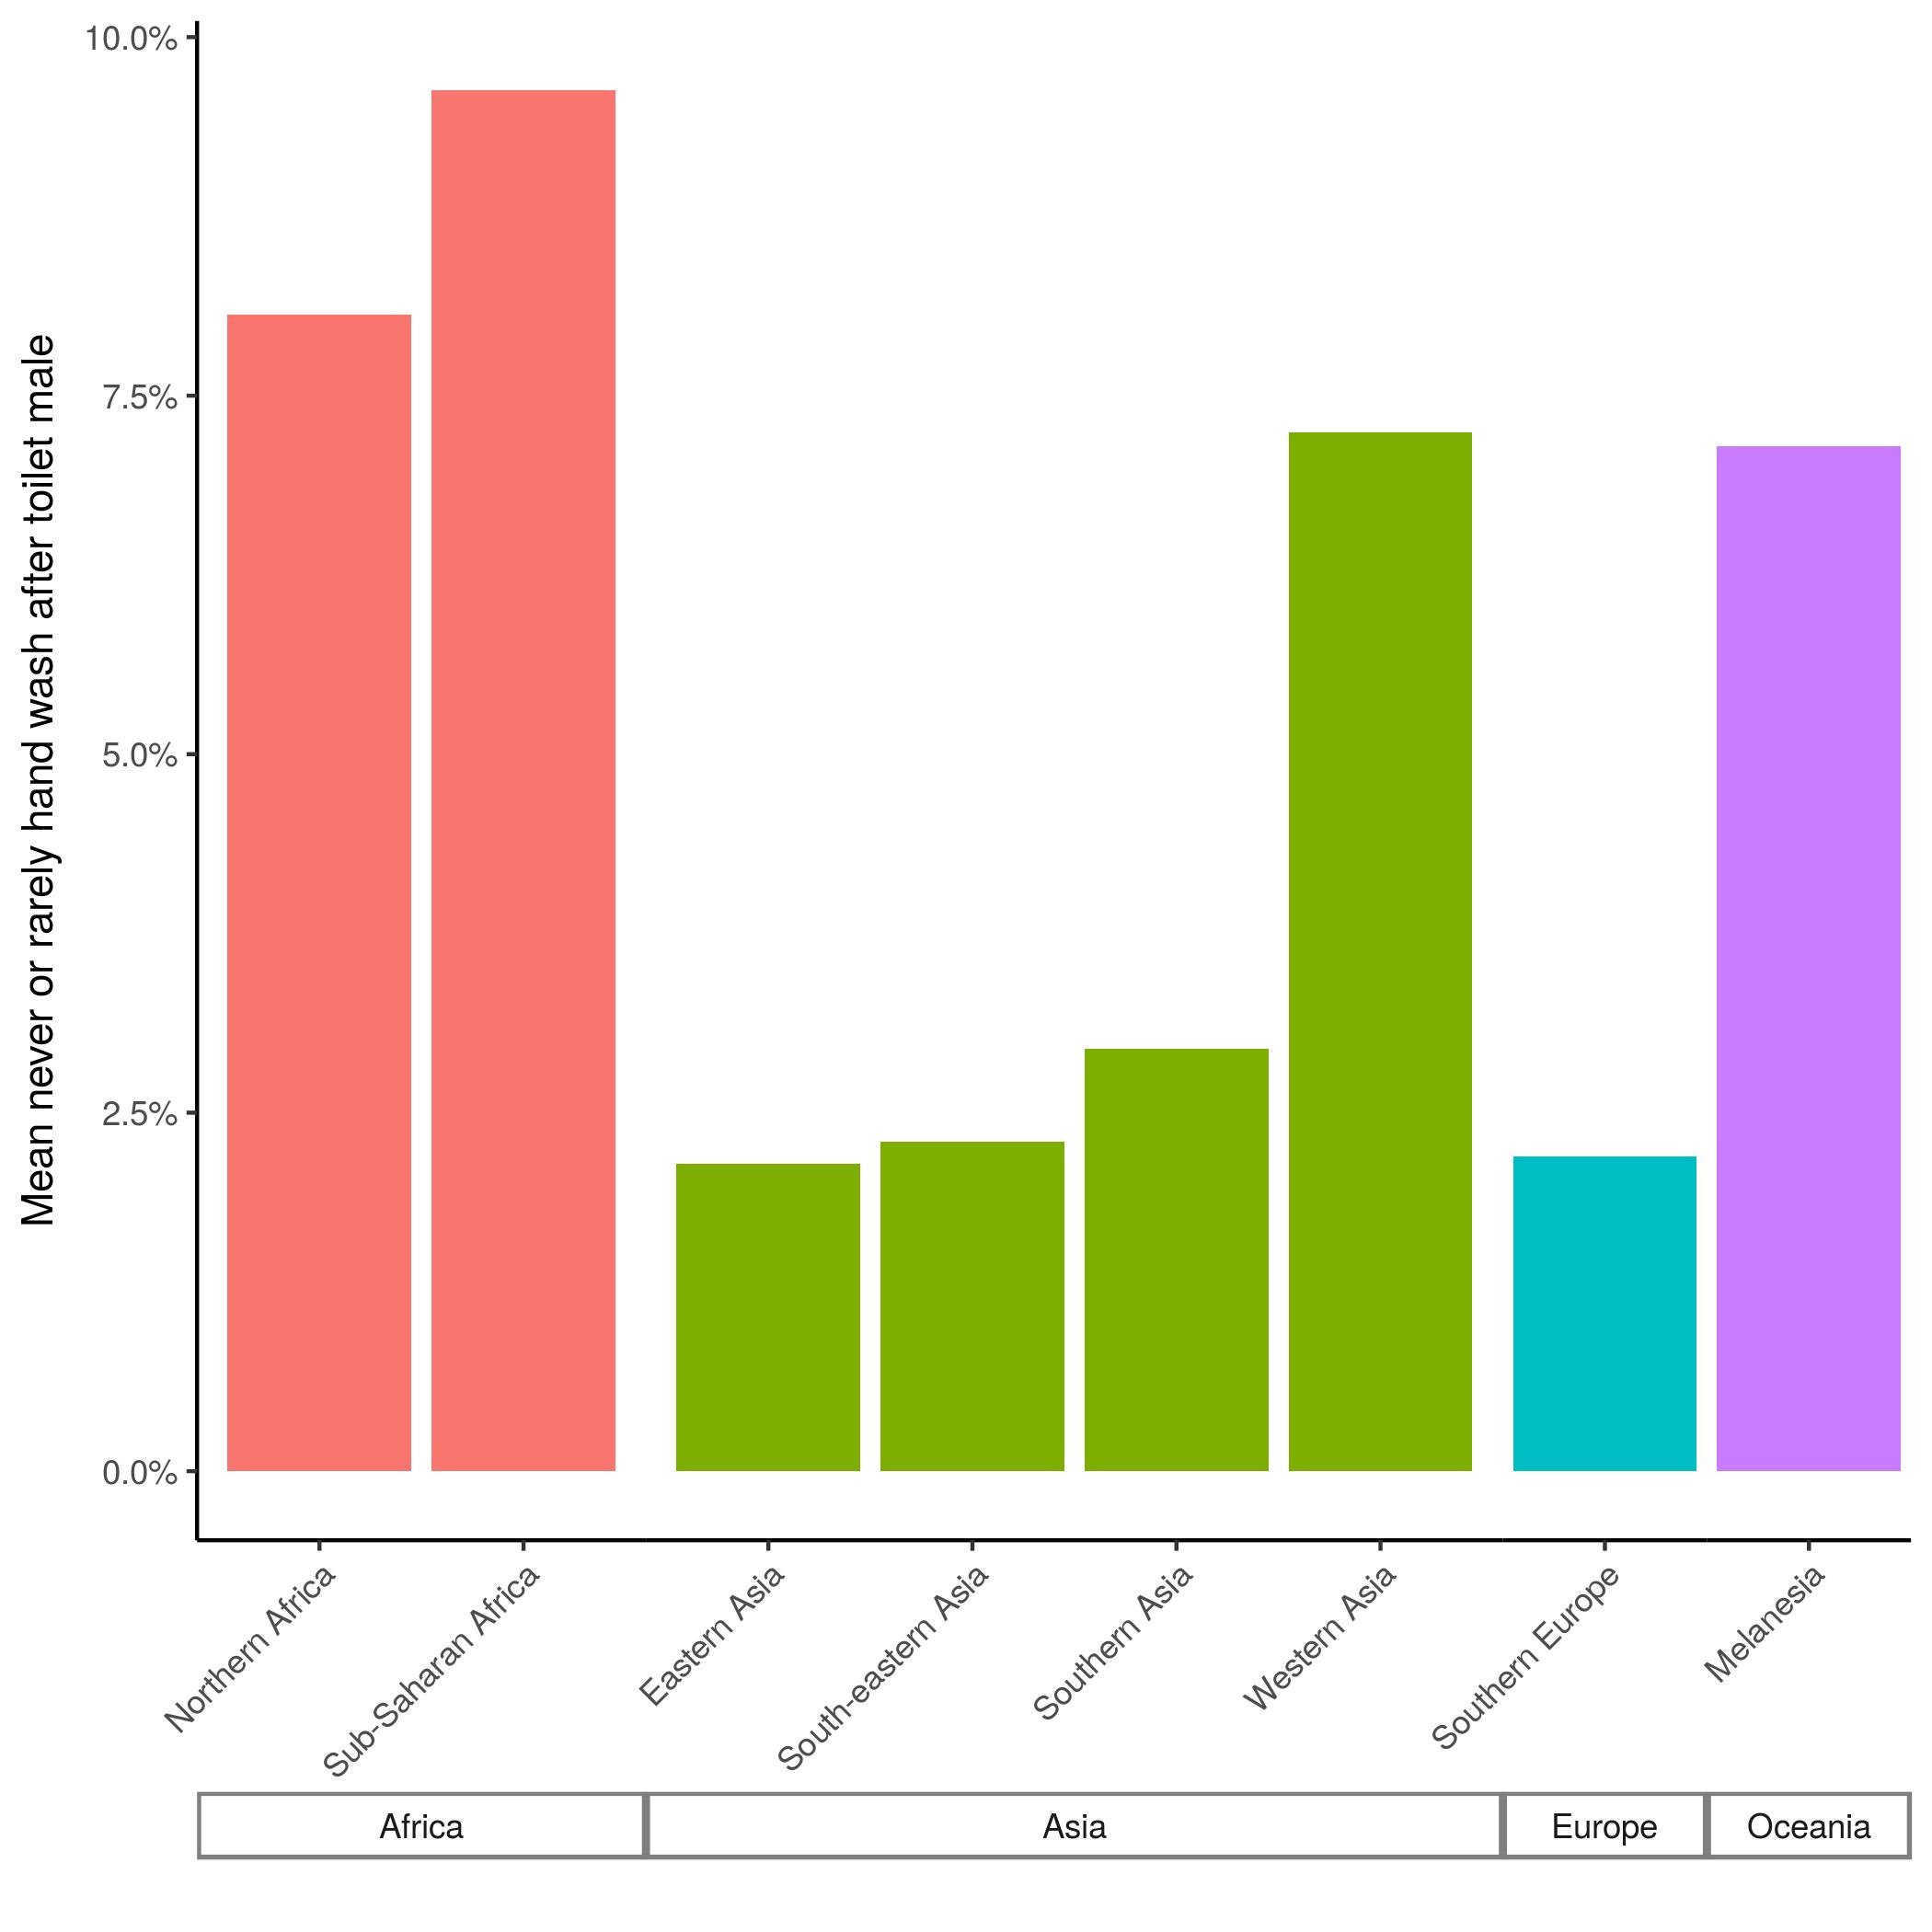 Mean never or rarely hand wash after toilet male
10.0%
7.5%
5.0%
2.5%
0.0%
Northern Africa
Sub-Saharan Africa
Eastern Asia
South-eastern Asia
Southern Asia
Western Asia
Southern Europe
Melanesia
Africa
Asia
Europe
Oceania